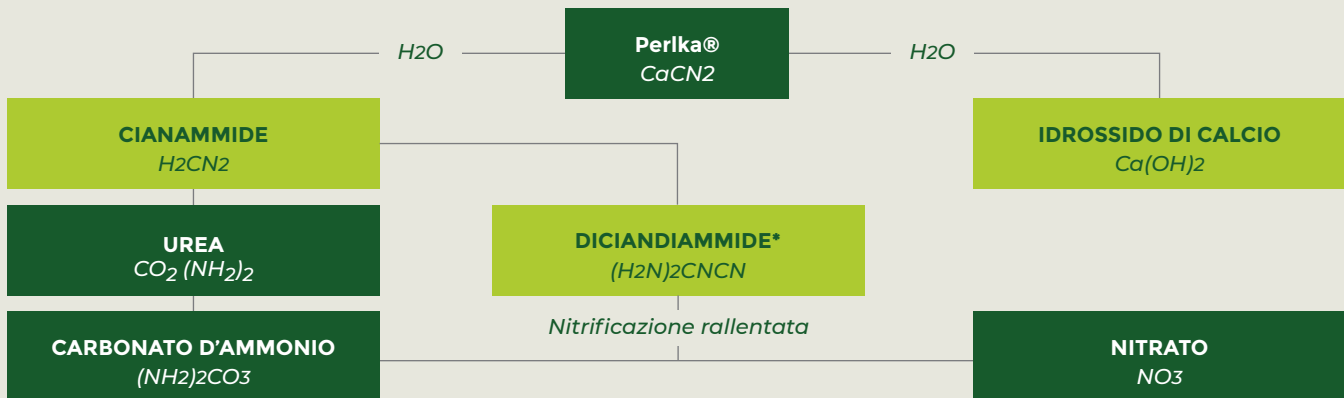 H2O
Perlka®
CaCN2
H2O
CIANAMMIDE
H2CN2
IDROSSIDO DI CALCIO
Ca(OH)2
UREA
CO2 (NH2)2
DICIANDIAMMIDE*
(H2N)2CNCN
Nitrificazione rallentata
CARBONATO D'AMMONIO
(NH2)2CO3
NITRATO
NO3